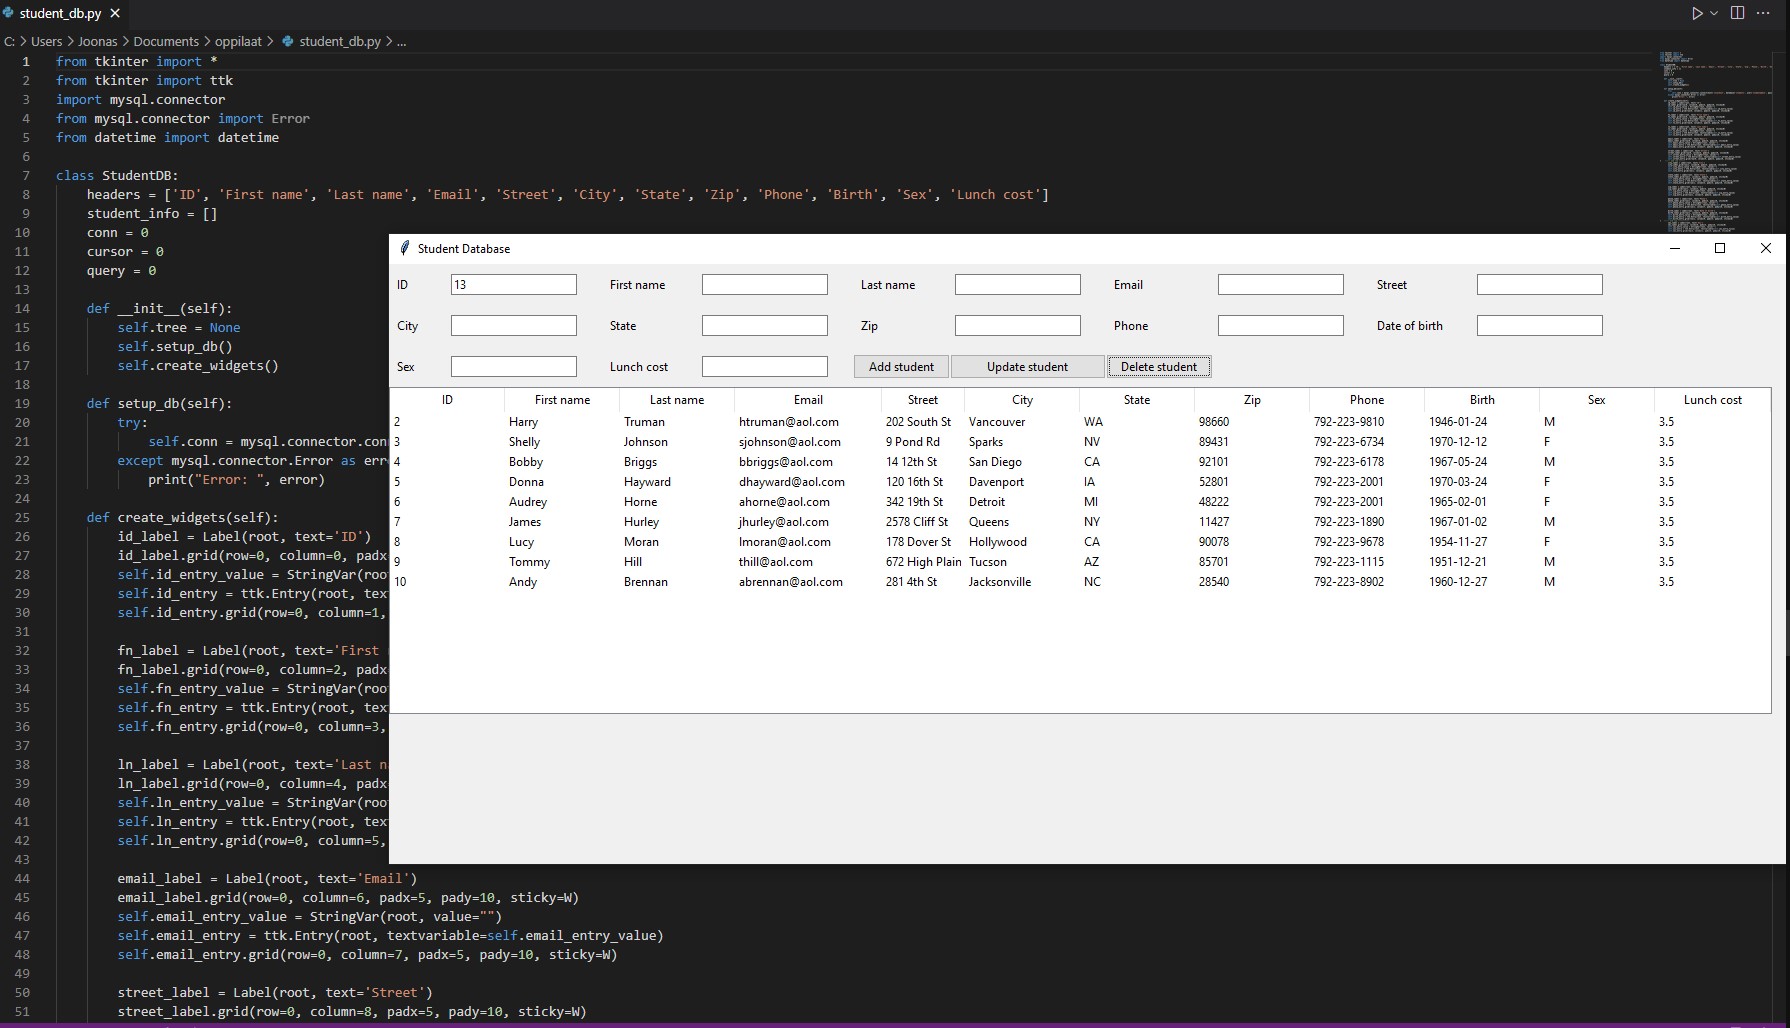 student_db.py
C: > Users > Joonas > Documents > oppilaat > student_db.py > ...
1 from tkinter import *
2 from tkinter import ttk
3 import mysql.connector
4 from mysql.connector import Error
5 from datetime import datetime
6
7 class StudentDB:
8 headers = ['ID', 'First name', 'Last name', 'Email', 'Street', 'City', 'State', 'Zip', 'Phone', 'Birth', 'Sex', 'Lunch cost']
9 student_info = []
10 conn = 0
11 cursor = 0
12 query = 0
13
14 def __init__(self):
15 self.tree = None
16 self.setup_db()
17 self.create_widgets()
18
19 def setup_db(self):
20 try:
21 self.conn = mysql.connector.con
22 except mysql.connector.Error as err
23 print("Error: ", error)
24
25 def create_widgets(self):
26 id_label = Label(root, text='ID')
27 id_label.grid(row=0, column=0, padx
28 self.id_entry_value = StringVar(roo
29 self.id_entry = ttk.Entry(root, tex
30 self.id_entry.grid(row=0, column=1,
31
32 fn_label = Label(root, text='First
33 fn_label.grid(row=0, column=2, padx
34 self.fn_entry_value = StringVar(roo
35 self.fn_entry = ttk.Entry(root, tex
36 self.fn_entry.grid(row=0, column=3,
37
38 ln_label = Label(root, text='Last n
39 ln_label.grid(row=0, column=4, padx
40 self.ln_entry_value = StringVar(roo
41 self.ln_entry = ttk.Entry(root, tex
42 self.ln_entry.grid(row=0, column=5,
43
44 email_label = Label(root, text='Email')
45 email_label.grid(row=0, column=6, padx=5, pady=10, sticky=W)
46 self.email_entry_value = StringVar(root, value="")
47 self.email_entry = ttk.Entry(root, textvariable=self.email_entry_value)
48 self.email_entry.grid(row=0, column=7, padx=5, pady=10, sticky=W)
49
50 street_label = Label(root, text='Street')
51 street_label.grid(row=0, column=8, padx=5, pady=10, sticky=W)
Student Database
ID 13 First name Last name Email Street
City State Zip Phone Date of birth
Sex Lunch cost Add student Update student Delete student
ID First name Last name Email Street City State Zip Phone Birth Sex Lunch cost
2 Harry Truman htruman@aol.com 202 South St Vancouver WA 98660 792-223-9810 1946-01-24 M 3.5
3 Shelly Johnson sjohnson@aol.com 9 Pond Rd Sparks NV 89431 792-223-6734 1970-12-12 F 3.5
4 Bobby Briggs bbriggs@aol.com 14 12th St San Diego CA 92101 792-223-6178 1967-05-24 M 3.5
5 Donna Hayward dhayward@aol.com 120 16th St Davenport IA 52801 792-223-2001 1970-03-24 F 3.5
6 Audrey Horne ahorne@aol.com 342 19th St Detroit MI 48222 792-223-2001 1965-02-01 F 3.5
7 James Hurley jhurley@aol.com 2578 Cliff St Queens NY 11427 792-223-1890 1967-01-02 M 3.5
8 Lucy Moran lmoran@aol.com 178 Dover St Hollywood CA 90078 792-223-9678 1954-11-27 F 3.5
9 Tommy Hill thill@aol.com 672 High Plain Tucson AZ 85701 792-223-1115 1951-12-21 M 3.5
10 Andy Brennan abrennan@aol.com 281 4th St Jacksonville NC 28540 792-223-8902 1960-12-27 M 3.5